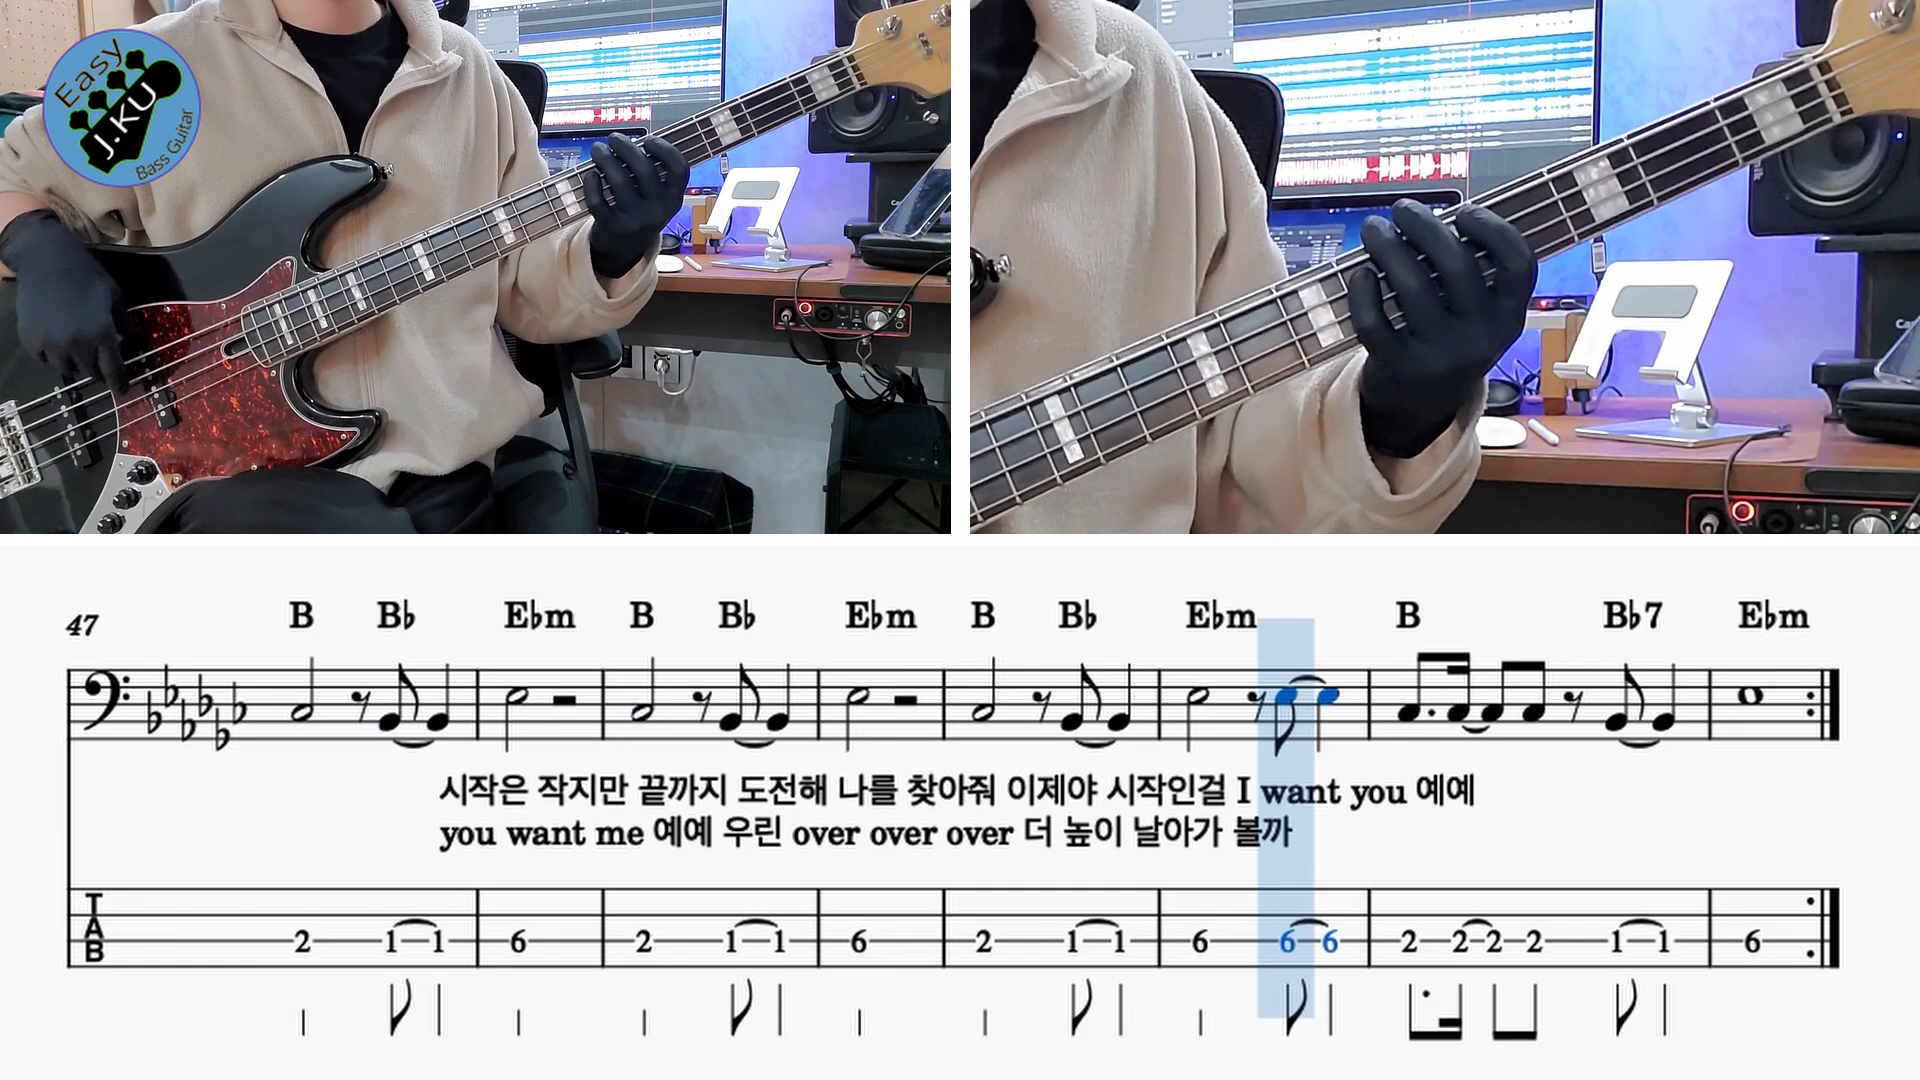 Easy
J.KU
Bass Guitar
47 B B♭ E♭m B B♭ E♭m B B♭ E♭m B B♭7 E♭m
시작은 작지만 끝까지 도전해 나를 찾아줘 이제야 시작인걸 I want you 예예
you want me 예예 우린 over over over 더 높이 날아가 볼까
TAB 2 1 1 6 2 1 1 6 2 1 1 6 6 6 2 2 2 2 1 1 6